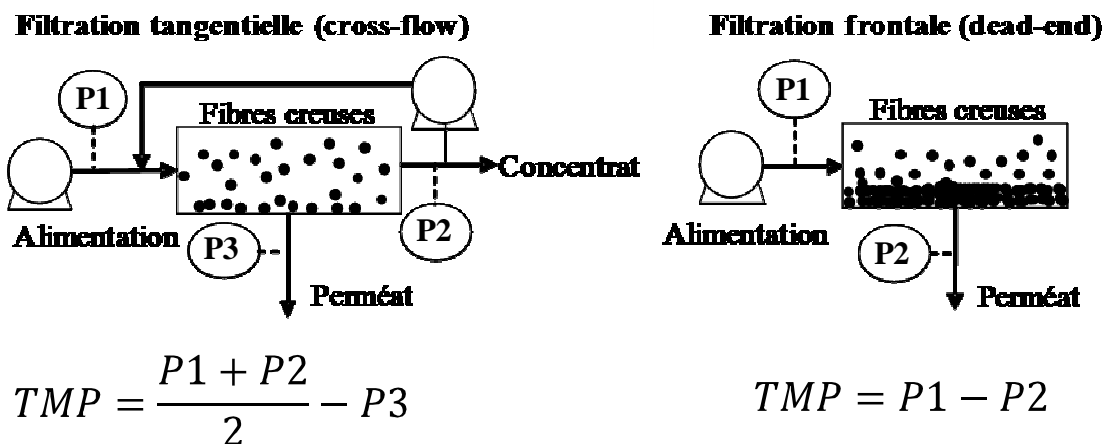 Filtration tangentielle (cross-flow)
P1
Fibres creuses
Concentrat
Alimentation
P3
P2
Perméat
TMP = \frac{P1 + P2}{2} - P3
Filtration frontale (dead-end)
P1
Fibres creuses
Alimentation
P2
Perméat
TMP = P1 − P2